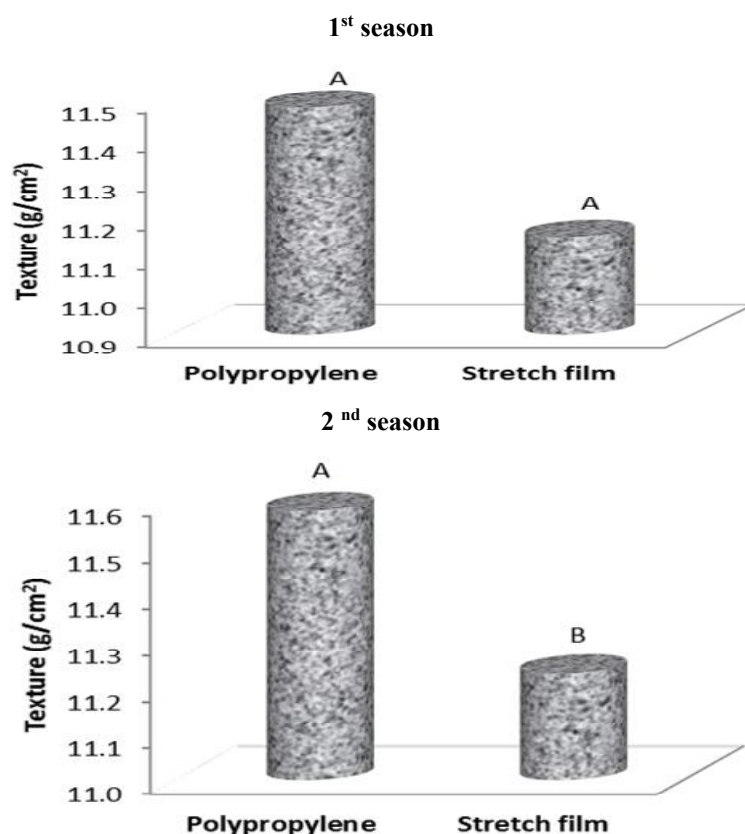 1st season
A
A
11.5
11.4
11.3
11.2
11.1
11.0
10.9
Texture (g/cm²)
Polypropylene
Stretch film
2 nd season
A
B
11.6
11.5
11.4
11.3
11.2
11.1
11.0
Texture (g/cm²)
Polypropylene
Stretch film